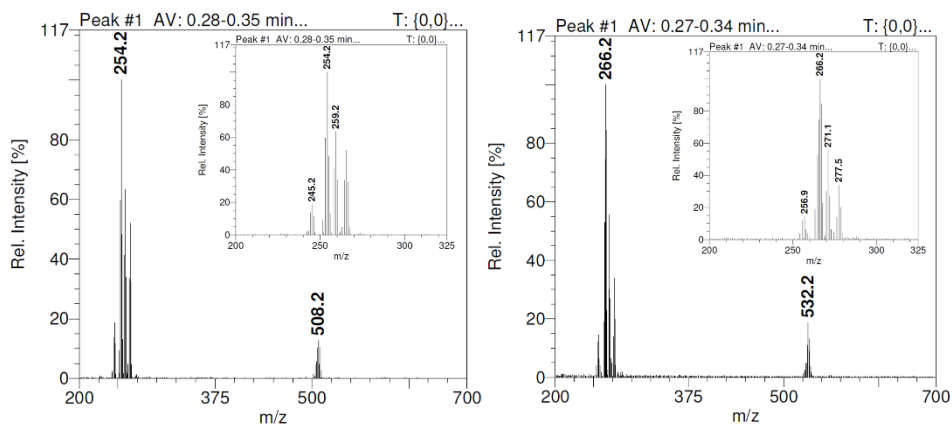 Peak #1 AV: 0.28-0.35 min... T: {0,0}...
117
80
60
40
20
0
Rel. Intensity [%]
254.2
508.2
200 375 500 700
m/z
Peak #1 AV: 0.28-0.35 min... T: {0,0}...
117
80
60
40
20
0
Rel. Intensity [%]
254.2
259.2
245.2
200 250 300 325
m/z
Peak #1 AV: 0.27-0.34 min... T: {0,0}...
117
80
60
40
20
0
Rel. Intensity [%]
266.2
532.2
200 375 500 700
m/z
Peak #1 AV: 0.27-0.34 min... T: {0,0}...
117
80
60
40
20
0
Rel. Intensity [%]
266.2
271.1
277.5
256.9
200 250 300 325
m/z